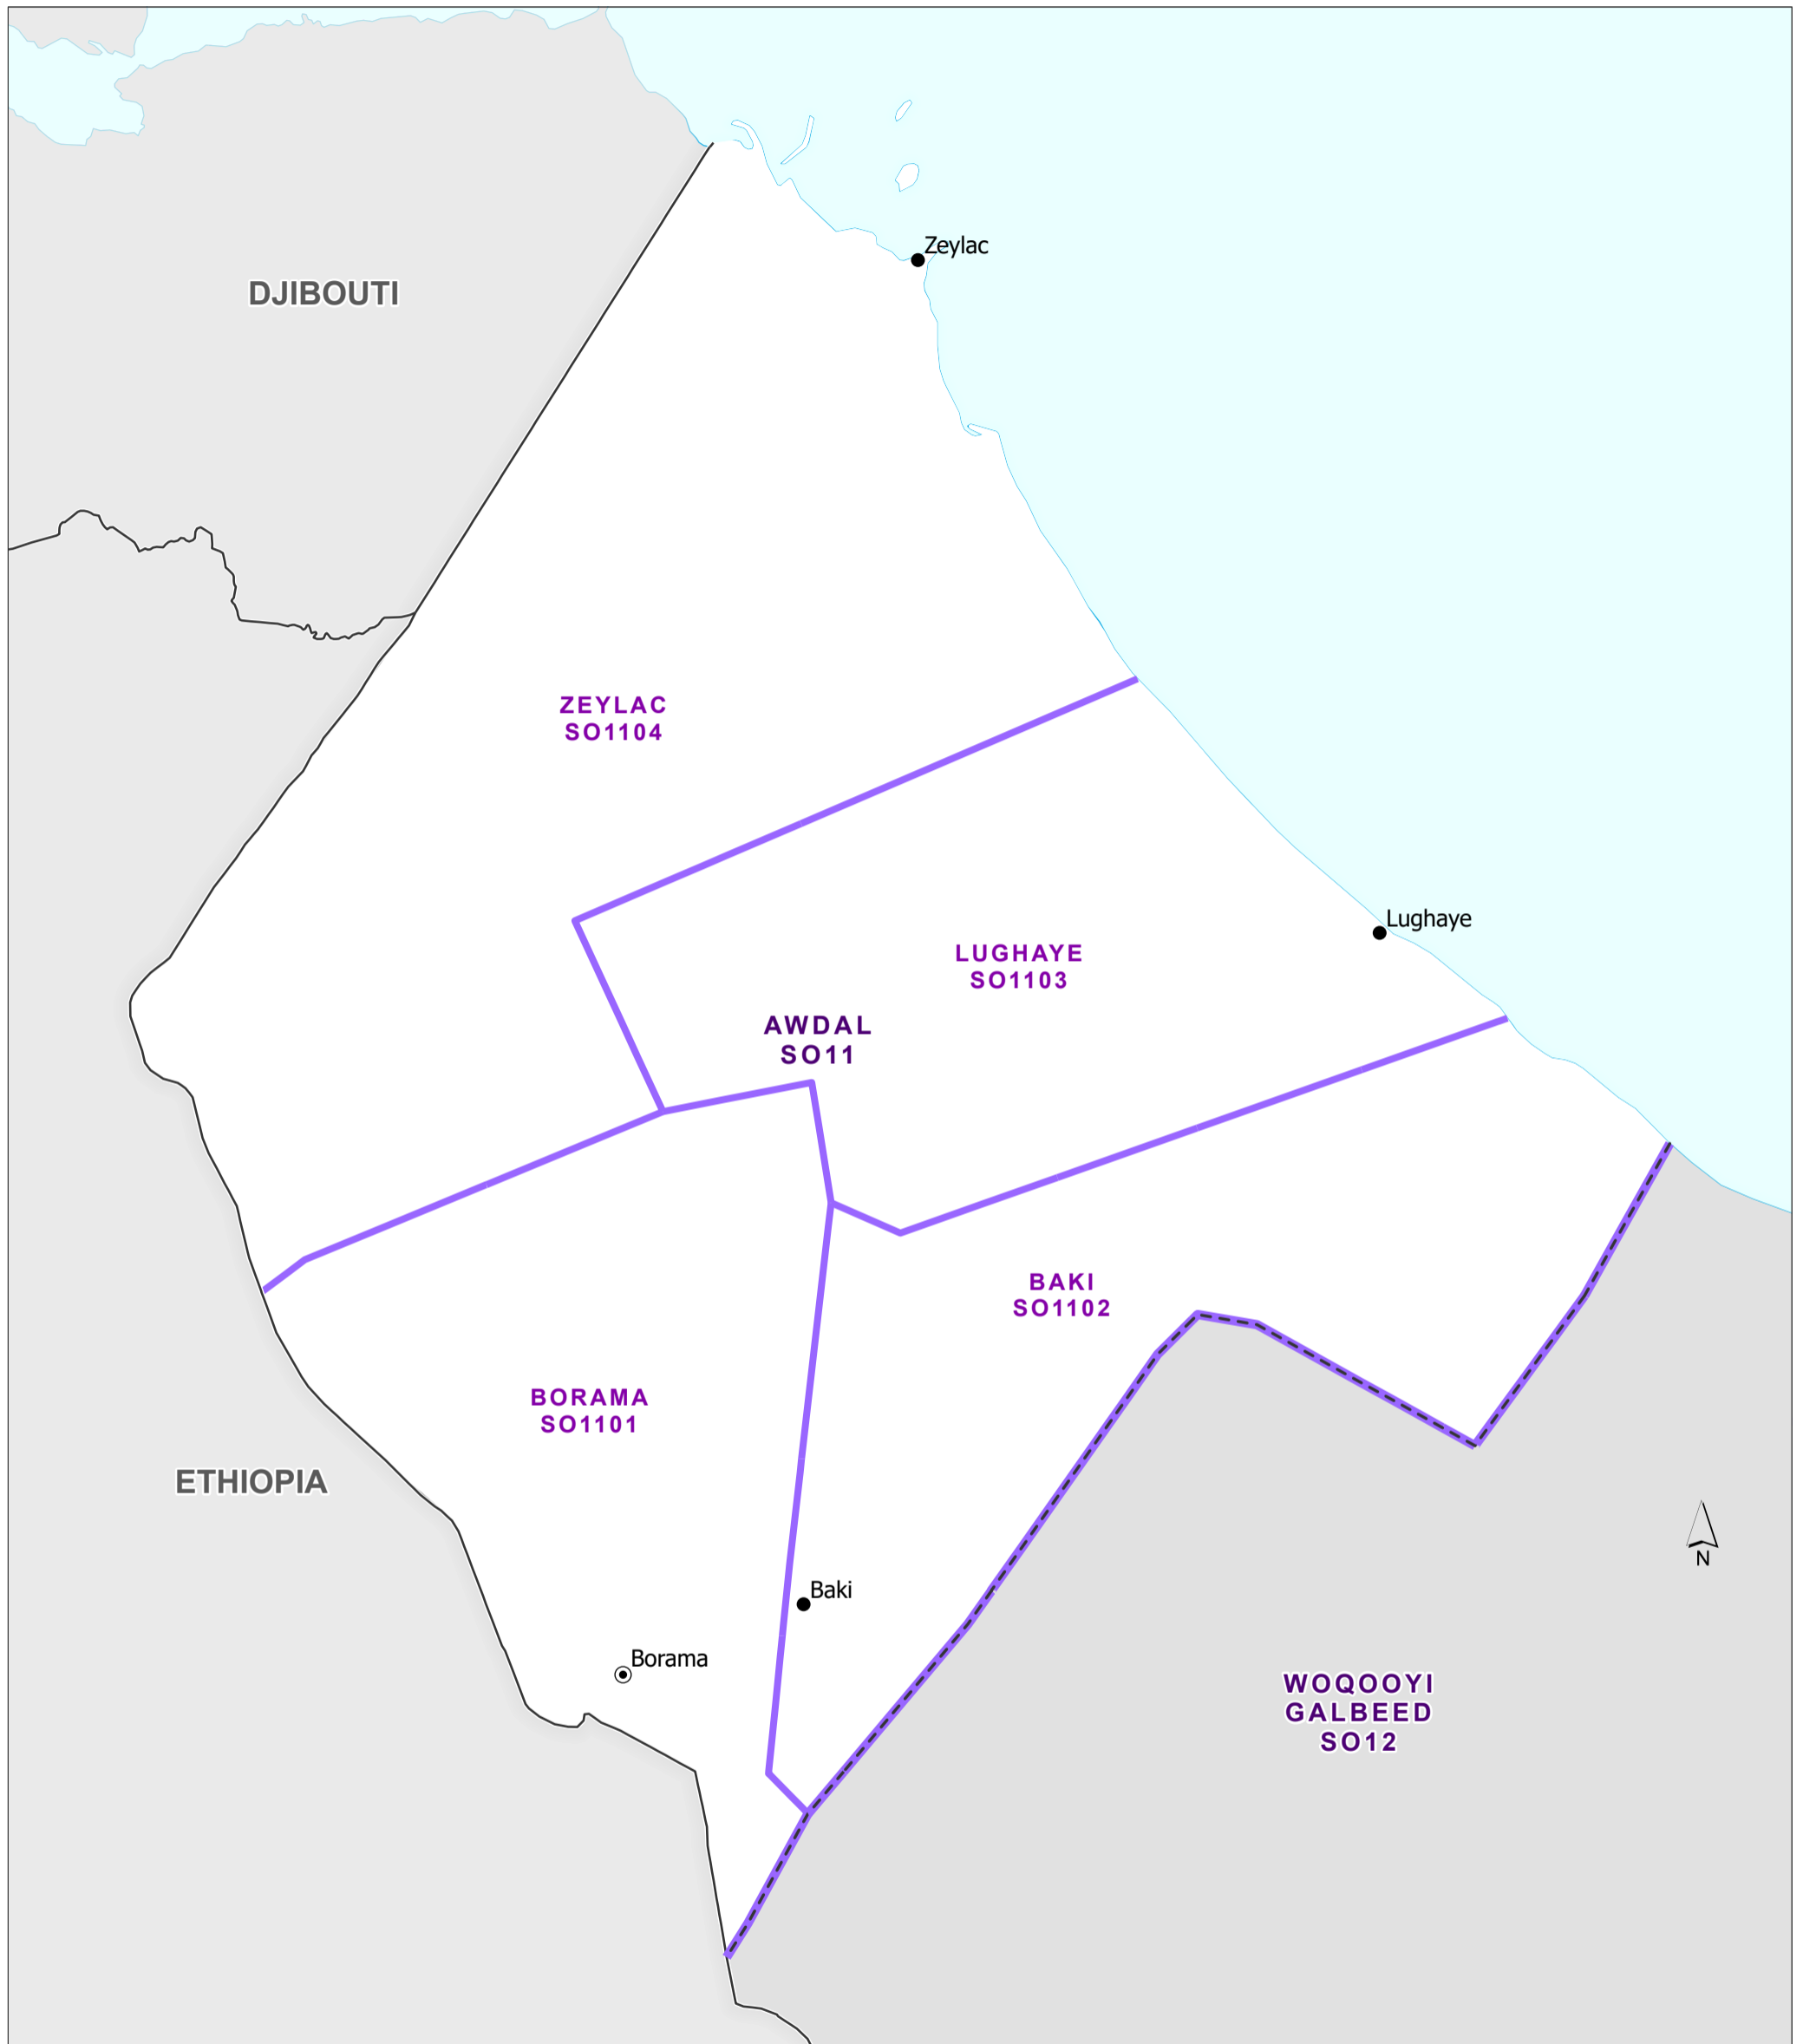 Zeylac
DJIBOUTI
ZEYLAC
SO1104
Lughaye
LUGHAYE
SO1103
AWDAL
SO11
BAKI
SO1102
BORAMA
SO1101
ETHIOPIA
N
Baki
Borama
WOQOOYI
GALBEED
SO12